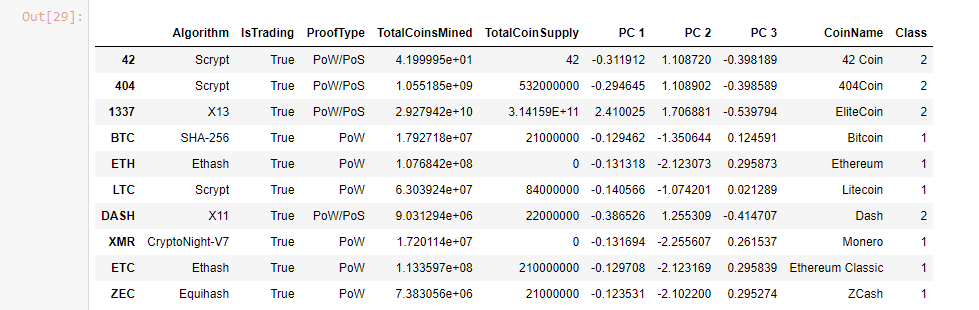 Out[29]:
Algorithm IsTrading ProofType TotalCoinsMined TotalCoinSupply PC 1 PC 2 PC 3 CoinName Class
42 Scrypt True PoW/PoS 4.199995e+01 42 -0.311912 1.108720 -0.398189 42 Coin 2
404 Scrypt True PoW/PoS 1.055185e+09 532000000 -0.294645 1.108902 -0.398589 404Coin 2
1337 X13 True PoW/PoS 2.927942e+10 3.14159E+11 2.410025 1.706881 -0.539794 EliteCoin 2
BTC SHA-256 True PoW 1.792718e+07 21000000 -0.129462 -1.350644 0.124591 Bitcoin 1
ETH Ethash True PoW 1.076842e+08 0 -0.131318 -2.123073 0.295873 Ethereum 1
LTC Scrypt True PoW 6.303924e+07 84000000 -0.140566 -1.074201 0.021289 Litecoin 1
DASH X11 True PoW/PoS 9.031294e+06 22000000 -0.386526 1.255309 -0.414707 Dash 2
XMR CryptoNight-V7 True PoW 1.720114e+07 0 -0.131694 -2.255607 0.261537 Monero 1
ETC Ethash True PoW 1.133597e+08 210000000 -0.129708 -2.123169 0.295839 Ethereum Classic 1
ZEC Equihash True PoW 7.383056e+06 21000000 -0.123531 -2.102200 0.295274 ZCash 1